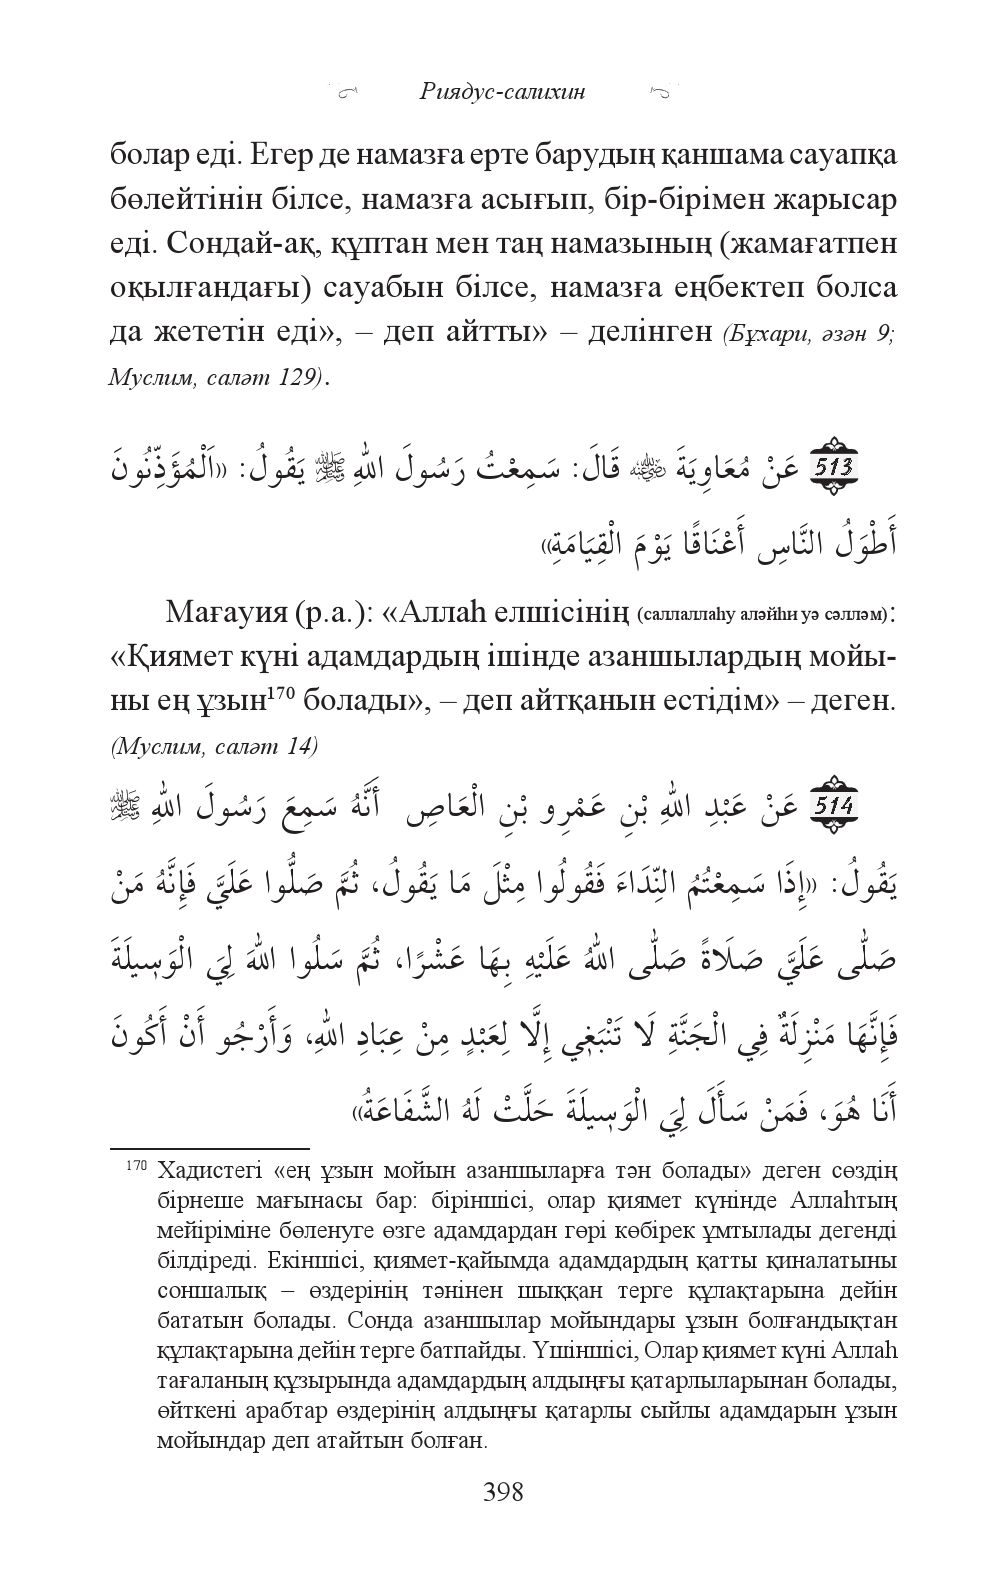 Риядус-салихин
болар еді. Егер де намазға ерте барудың қаншама сауапқа
бөлейтінін білсе, намазға асығып, бір-бірімен жарысар
еді. Сондай-ақ, құптан мен таң намазының (жамағатпен
оқылғандағы) сауабын білсе, намазға еңбектеп болса
да жететін еді», – деп айтты» – делінген (Бұхари, әзән 9;
Муслим, саләт 129).
513 عَنْ مُعَاوِيَةَ ﷛ قَالَ: سَمِعْتُ رَسُولَ اللهِ ﷺ يَقُولُ: «اَلْمُؤَذِّنُونَ
أَطْوَلُ النَّاسِ أَعْنَاقًا يَوْمَ الْقِيَامَةِ»
Мағауия (р.а.): «Аллаһ елшісінің (саллаллаһу аләйһи уә сәлләм):
«Қиямет күні адамдардың ішінде азаншылардың мойы-
ны ең ұзын170 болады», – деп айтқанын естідім» – деген.
(Муслим, саләт 14)
514 عَنْ عَبْدِ اللهِ بْنِ عَمْرِو بْنِ الْعَاصِ أَنَّهُ سَمِعَ رَسُولَ اللهِ ﷺ
يَقُولُ: «إِذَا سَمِعْتُمُ النِّدَاءَ فَقُولُوا مِثْلَ مَا يَقُولُ، ثُمَّ صَلُّوا عَلَيَّ فَإِنَّهُ مَنْ
صَلَّى عَلَيَّ صَلَاةً صَلَّى اللهُ عَلَيْهِ بِهَا عَشْرًا، ثُمَّ سَلُوا اللهَ لِيَ الْوَسِيلَةَ
فَإِنَّهَا مَنْزِلَةٌ فِي الْجَنَّةِ لَا تَنْبَغِي إِلَّا لِعَبْدٍ مِنْ عِبَادِ اللهِ، وَأَرْجُو أَنْ أَكُونَ
أَنَا هُوَ، فَمَنْ سَأَلَ لِيَ الْوَسِيلَةَ حَلَّتْ لَهُ الشَّفَاعَةُ»
170 Хадистегі «ең ұзын мойын азаншыларға тән болады» деген сөздің
бірнеше мағынасы бар: біріншісі, олар қиямет күнінде Аллаһтың
мейіріміне бөленуге өзге адамдардан гөрі көбірек ұмтылады дегенді
білдіреді. Екіншісі, қиямет-қайымда адамдардың қатты қиналатыны
соншалық – өздерінің тәнінен шыққан терге құлақтарына дейін
бататын болады. Сонда азаншылар мойындары ұзын болғандықтан
құлақтарына дейін терге батпайды. Үшіншісі, Олар қиямет күні Аллаһ
тағаланың құзырында адамдардың алдыңғы қатарлыларынан болады,
өйткені арабтар өздерінің алдыңғы қатарлы сыйлы адамдарын ұзын
мойындар деп атайтын болған.
398